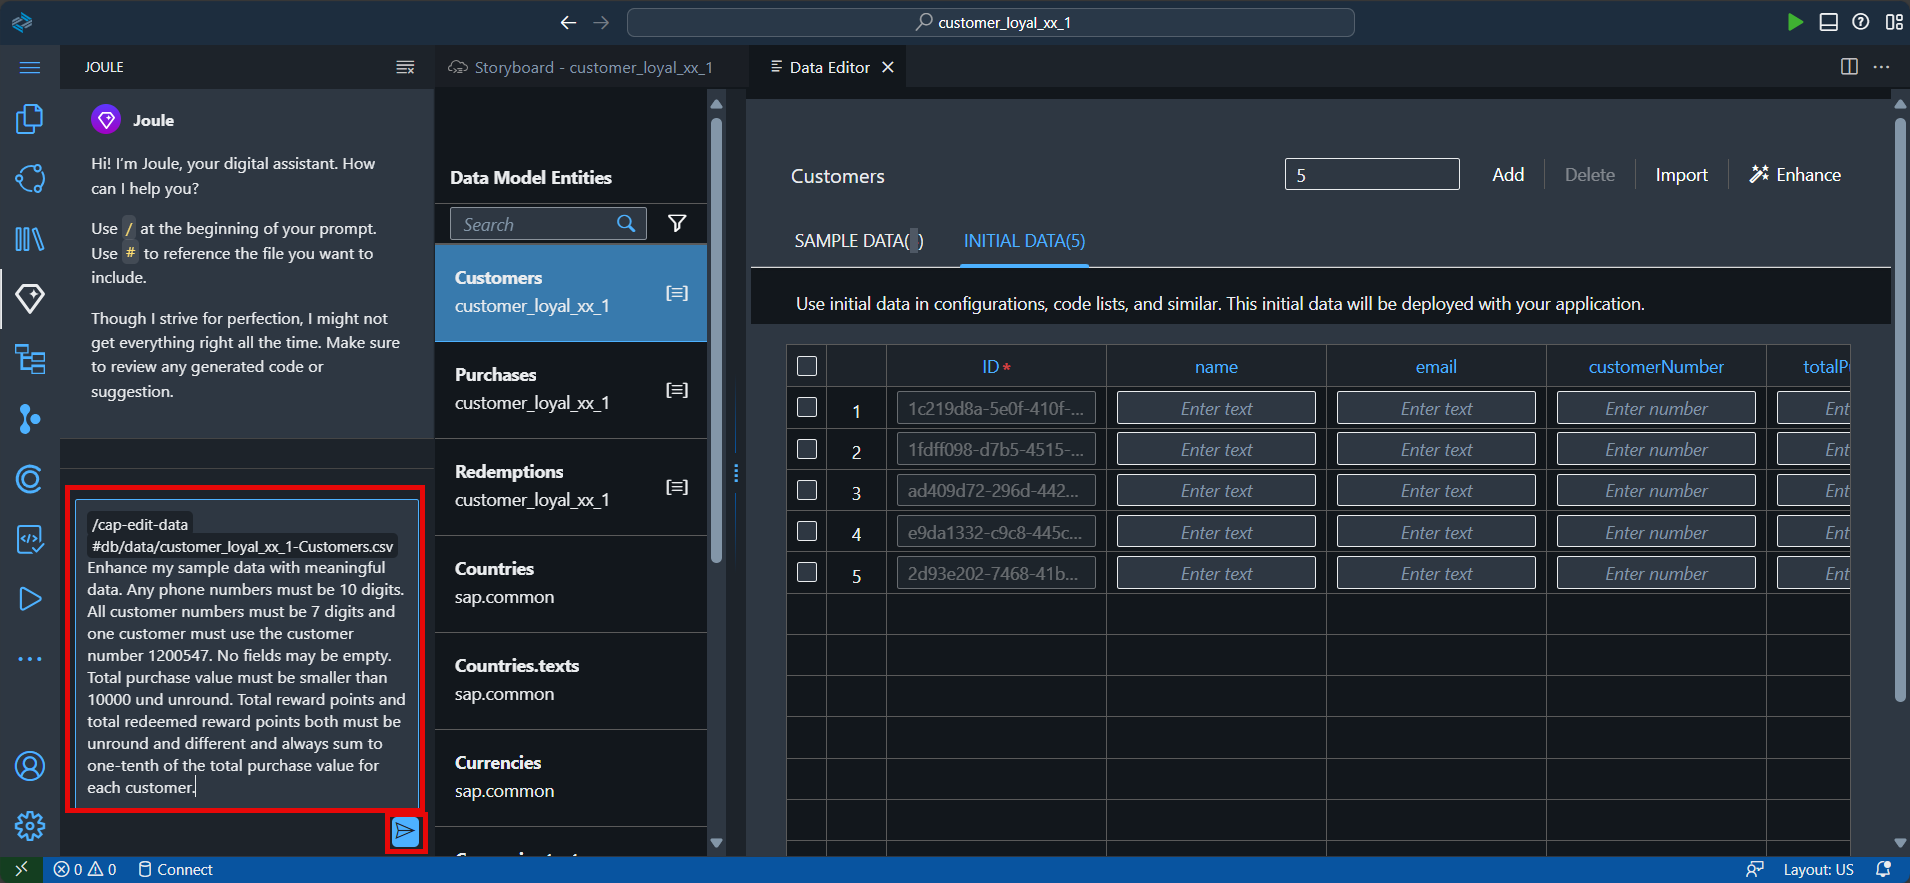 customer_loyal_xx_1
JOULE
Storyboard - customer_loyal_xx_1
Data Editor
Joule
Hi! I'm Joule, your digital assistant. How
can I help you?
Use / at the beginning of your prompt.
Use # to reference the file you want to
include.
Though I strive for perfection, I might not
get everything right all the time. Make sure
to review any generated code or
suggestion.
/cap-edit-data
#db/data/customer_loyal_xx_1-Customers.csv
Enhance my sample data with meaningful
data. Any phone numbers must be 10 digits.
All customer numbers must be 7 digits and
one customer must use the customer
number 1200547. No fields may be empty.
Total purchase value must be smaller than
10000 und unround. Total reward points and
total redeemed reward points both must be
unround and different and always sum to
one-tenth of the total purchase value for
each customer.
Data Model Entities
Search
Customers
customer_loyal_xx_1
Purchases
customer_loyal_xx_1
Redemptions
customer_loyal_xx_1
Countries
sap.common
Countries.texts
sap.common
Currencies
sap.common
Customers
5
Add
Delete
Import
Enhance
SAMPLE DATA( )
INITIAL DATA(5)
Use initial data in configurations, code lists, and similar. This initial data will be deployed with your application.
ID* name email customerNumber totalP
1 1c219d8a-5e0f-410f-... Enter text Enter text Enter number Ent
2 1fdff098-d7b5-4515-... Enter text Enter text Enter number Ent
3 ad409d72-296d-442... Enter text Enter text Enter number Ent
4 e9da1332-c9c8-445c... Enter text Enter text Enter number Ent
5 2d93e202-7468-41b... Enter text Enter text Enter number Ent
0 0 Connect
Layout: US